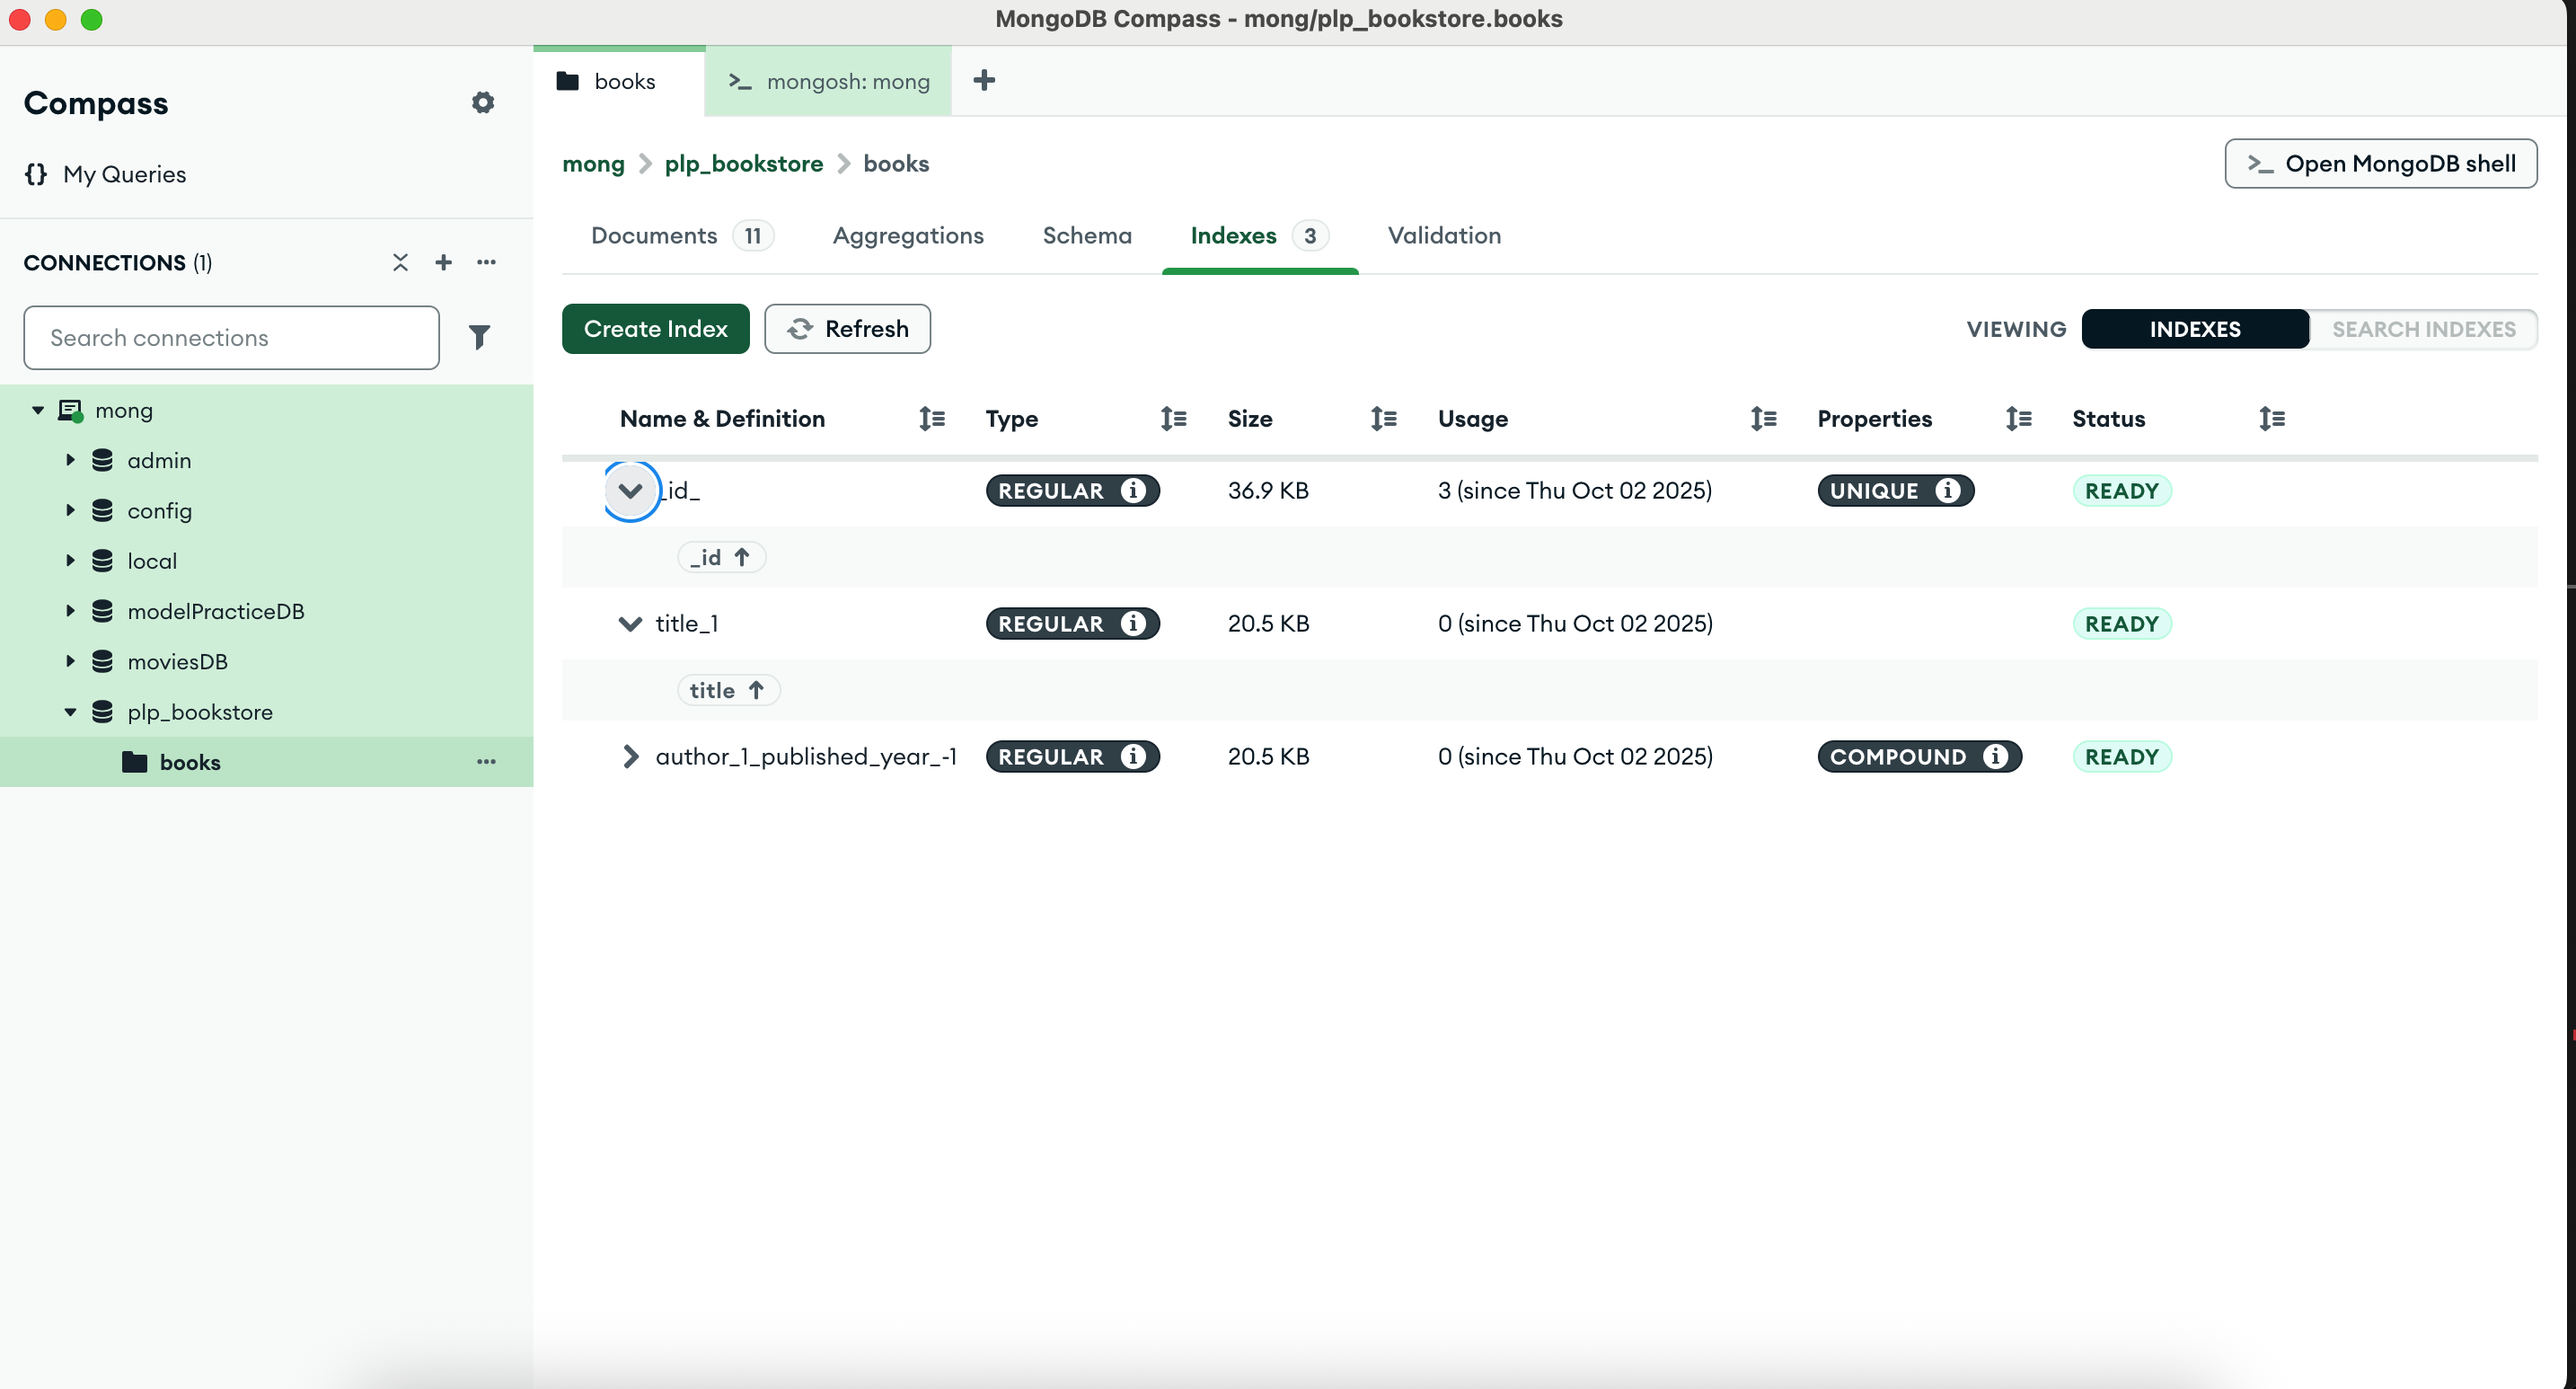 MongoDB Compass - mong/plp_bookstore.books
Compass
{} My Queries
CONNECTIONS (1)
Search connections
mong
admin
config
local
modelPracticeDB
moviesDB
plp_bookstore
books
books
mongosh: mong
mong plp_bookstore books
Open MongoDB shell
Documents 11 Aggregations Schema Indexes 3 Validation
Create Index Refresh
VIEWING INDEXES SEARCH INDEXES
Name & Definition Type Size Usage Properties Status
_id_ REGULAR 36.9 KB 3 (since Thu Oct 02 2025) UNIQUE READY
_id ↑
title_1 REGULAR 20.5 KB 0 (since Thu Oct 02 2025) READY
title ↑
author_1_published_year_-1 REGULAR 20.5 KB 0 (since Thu Oct 02 2025) COMPOUND READY